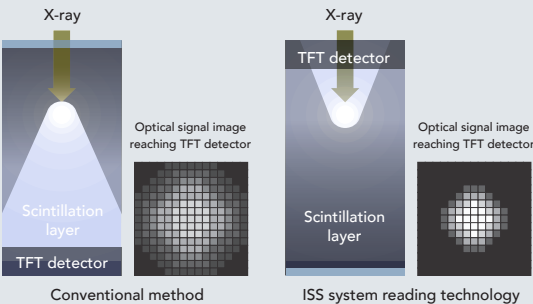 X-ray
Optical signal image
reaching TFT detector
Scintillation
layer
TFT detector
Conventional method
X-ray
TFT detector
Optical signal image
reaching TFT detector
Scintillation
layer
ISS system reading technology